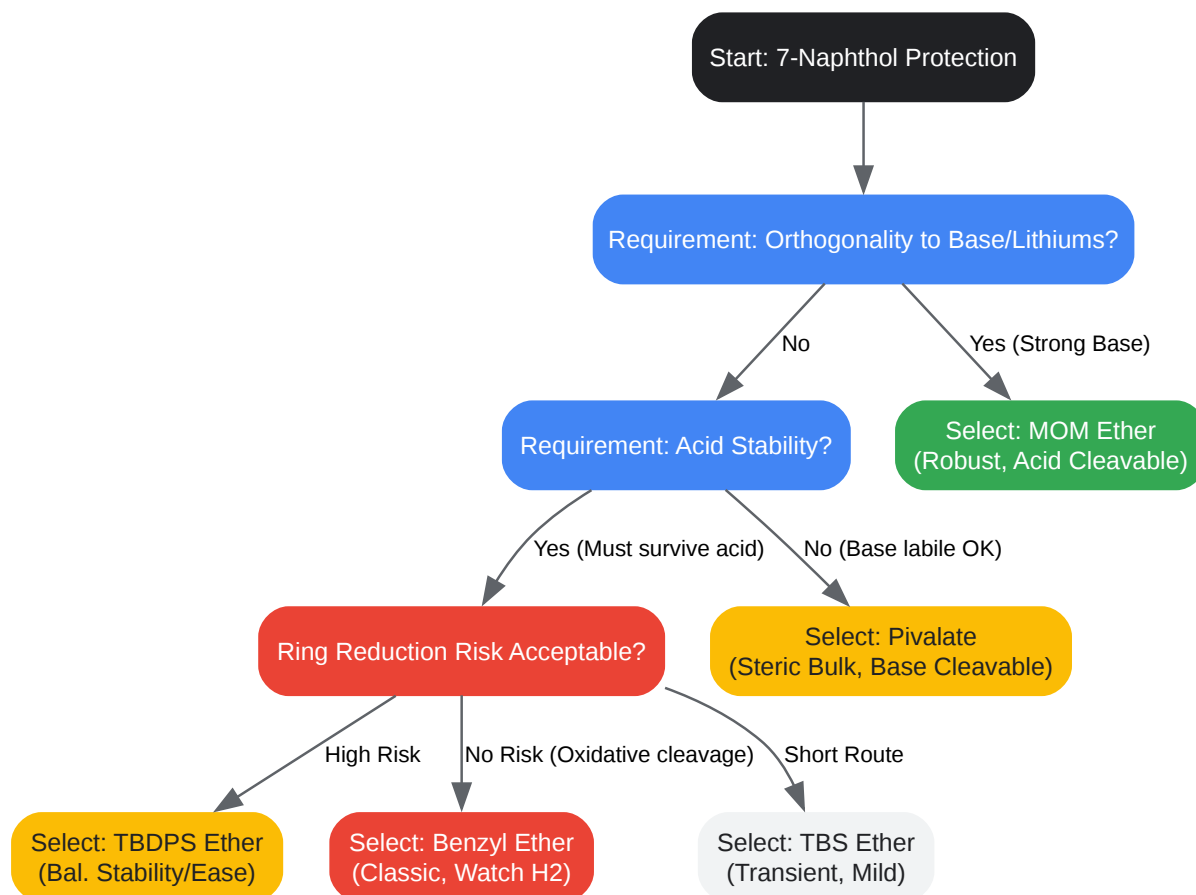 Start: 7-Naphthol Protection
Requirement: Orthogonality to Base/Lithiums?
No
Yes (Strong Base)
Requirement: Acid Stability?
Select: MOM Ether
(Robust, Acid Cleavable)
Yes (Must survive acid)
No (Base labile OK)
Ring Reduction Risk Acceptable?
Select: Pivalate
(Steric Bulk, Base Cleavable)
High Risk
No Risk (Oxidative cleavage)
Short Route
Select: TBDPS Ether
(Bal. Stability/Ease)
Select: Benzyl Ether
(Classic, Watch H2)
Select: TBS Ether
(Transient, Mild)